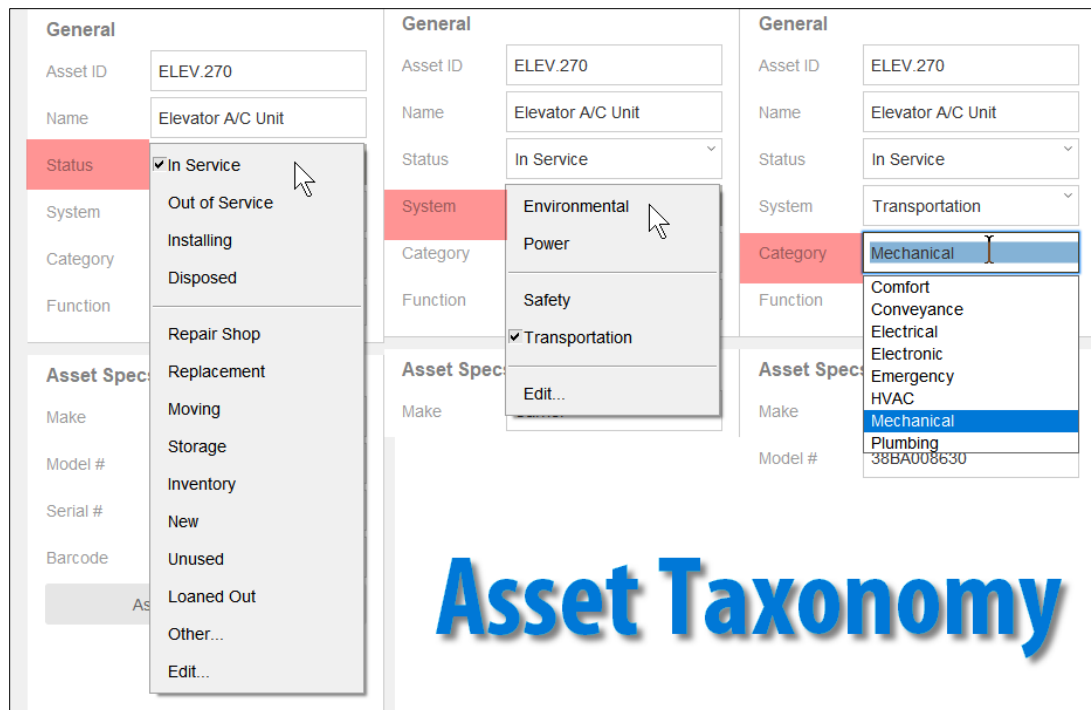 General
Asset ID
ELEV.270
Name
Elevator A/C Unit
Status
In Service
Out of Service
Installing
Disposed
Repair Shop
Replacement
Moving
Storage
Inventory
New
Unused
Loaned Out
Other...
Edit...
System
Category
Function
Asset Specs
Make
Model #
Serial #
Barcode
As
General
Asset ID
ELEV.270
Name
Elevator A/C Unit
Status
In Service
System
Environmental
Power
Safety
Transportation
Edit...
Category
Function
Asset Specs
Make
General
Asset ID
ELEV.270
Name
Elevator A/C Unit
Status
In Service
System
Transportation
Category
Mechanical
Comfort
Conveyance
Electrical
Electronic
Emergency
HVAC
Mechanical
Plumbing
Function
Asset Specs
Make
Model #
38BA008630
Asset Taxonomy